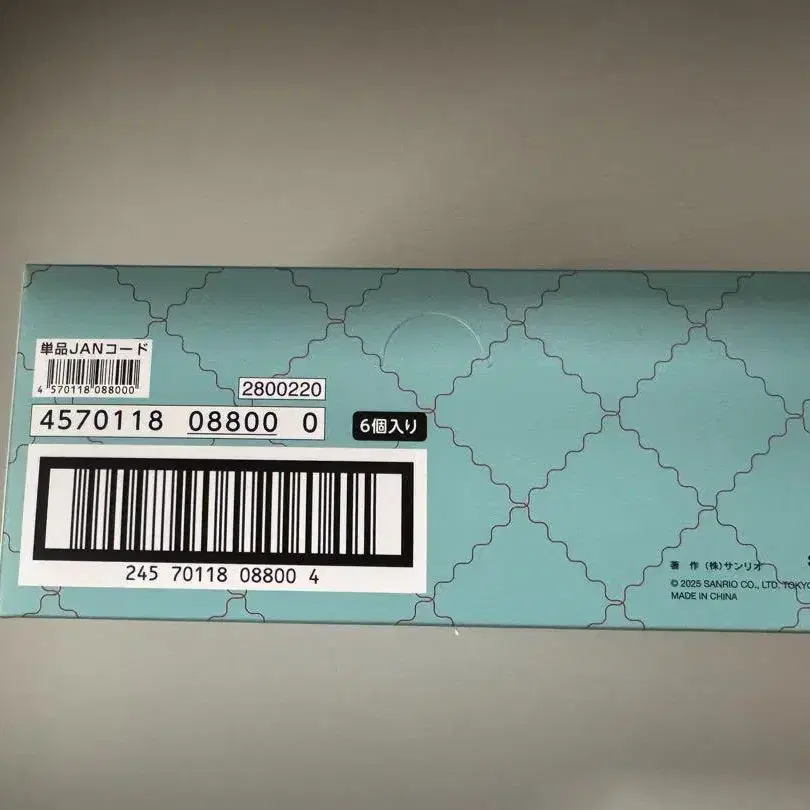 単品JANコード
4 570118 088000
2800220
4570118 08800 0
6個入り
245 70118 08800 4
著 作 (株)サンリオ
© 2025 SANRIO CO., LTD. TOKYO
MADE IN CHINA